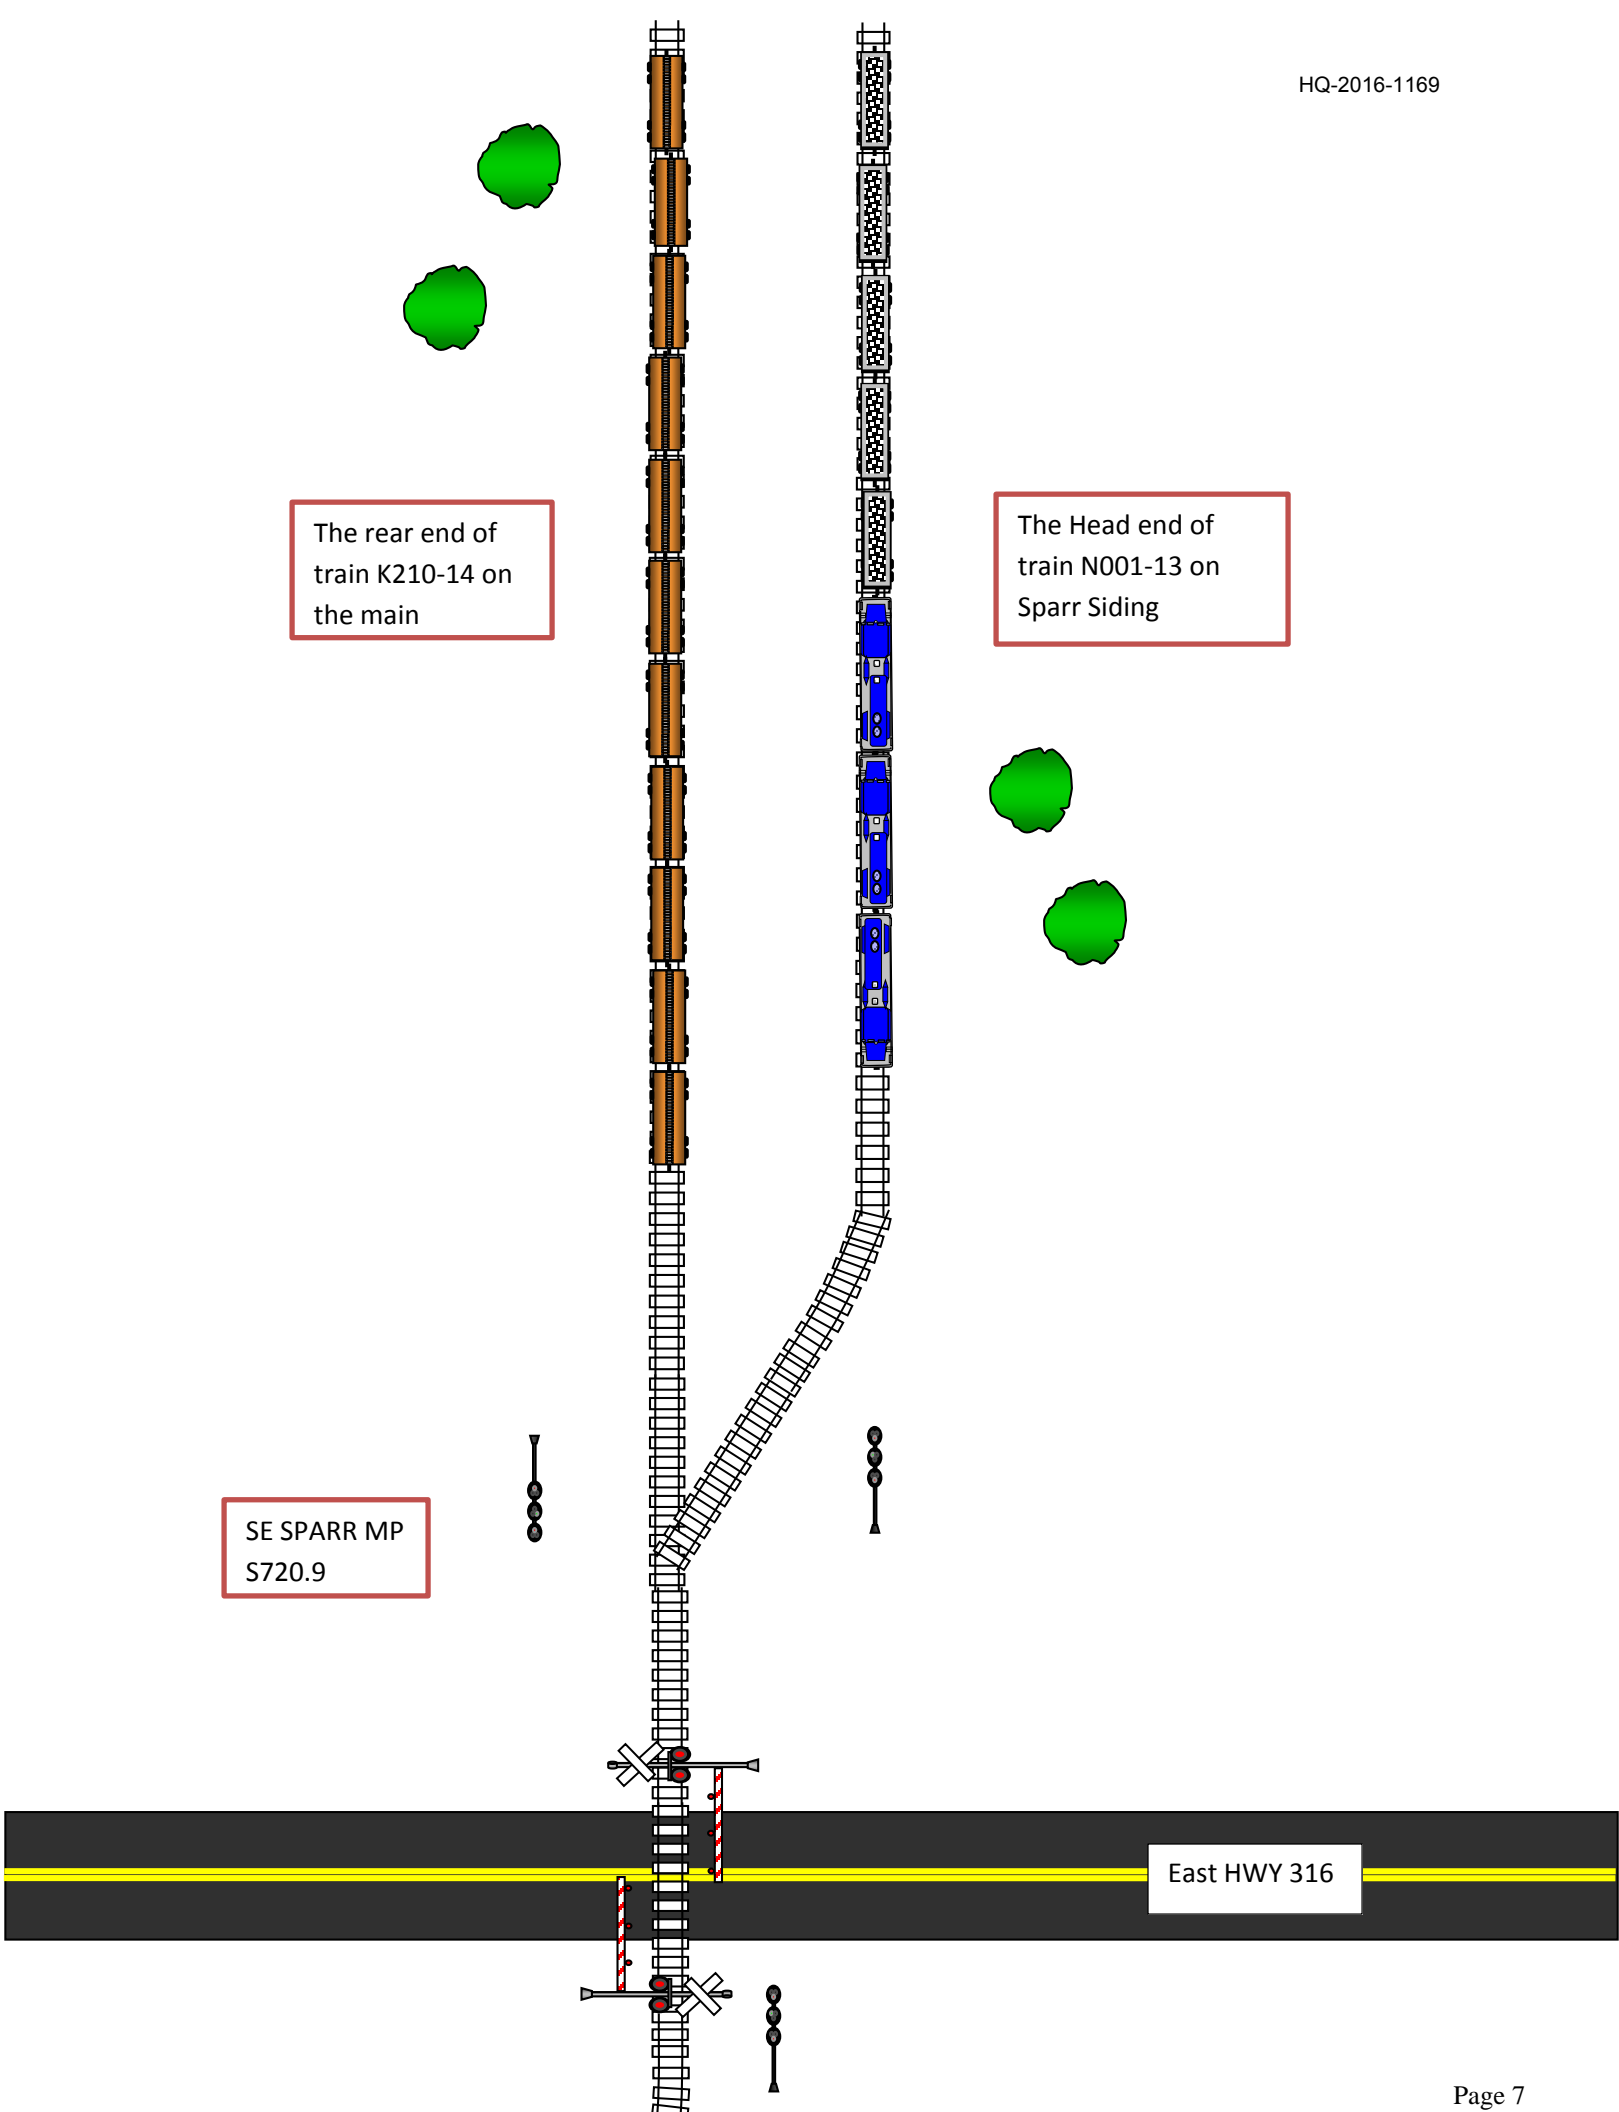 HQ-2016-1169
The rear end of
train K210-14 on
the main
The Head end of
train N001-13 on
Sparr Siding
SE SPARR MP
S720.9
East HWY 316
Page 7